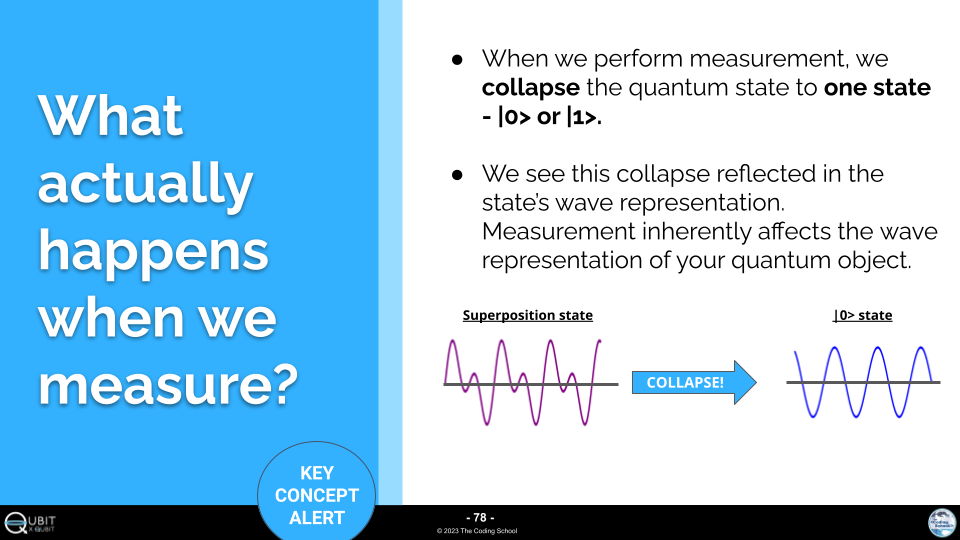 What
actually
happens
when we
measure?
● When we perform measurement, we
collapse the quantum state to one state
- |0> or |1>.
● We see this collapse reflected in the
state's wave representation.
Measurement inherently affects the wave
representation of your quantum object.
Superposition state
|0> state
COLLAPSE!
KEY
CONCEPT
ALERT
QUBIT
X QUBIT
- 78 -
© 2023 The Coding School